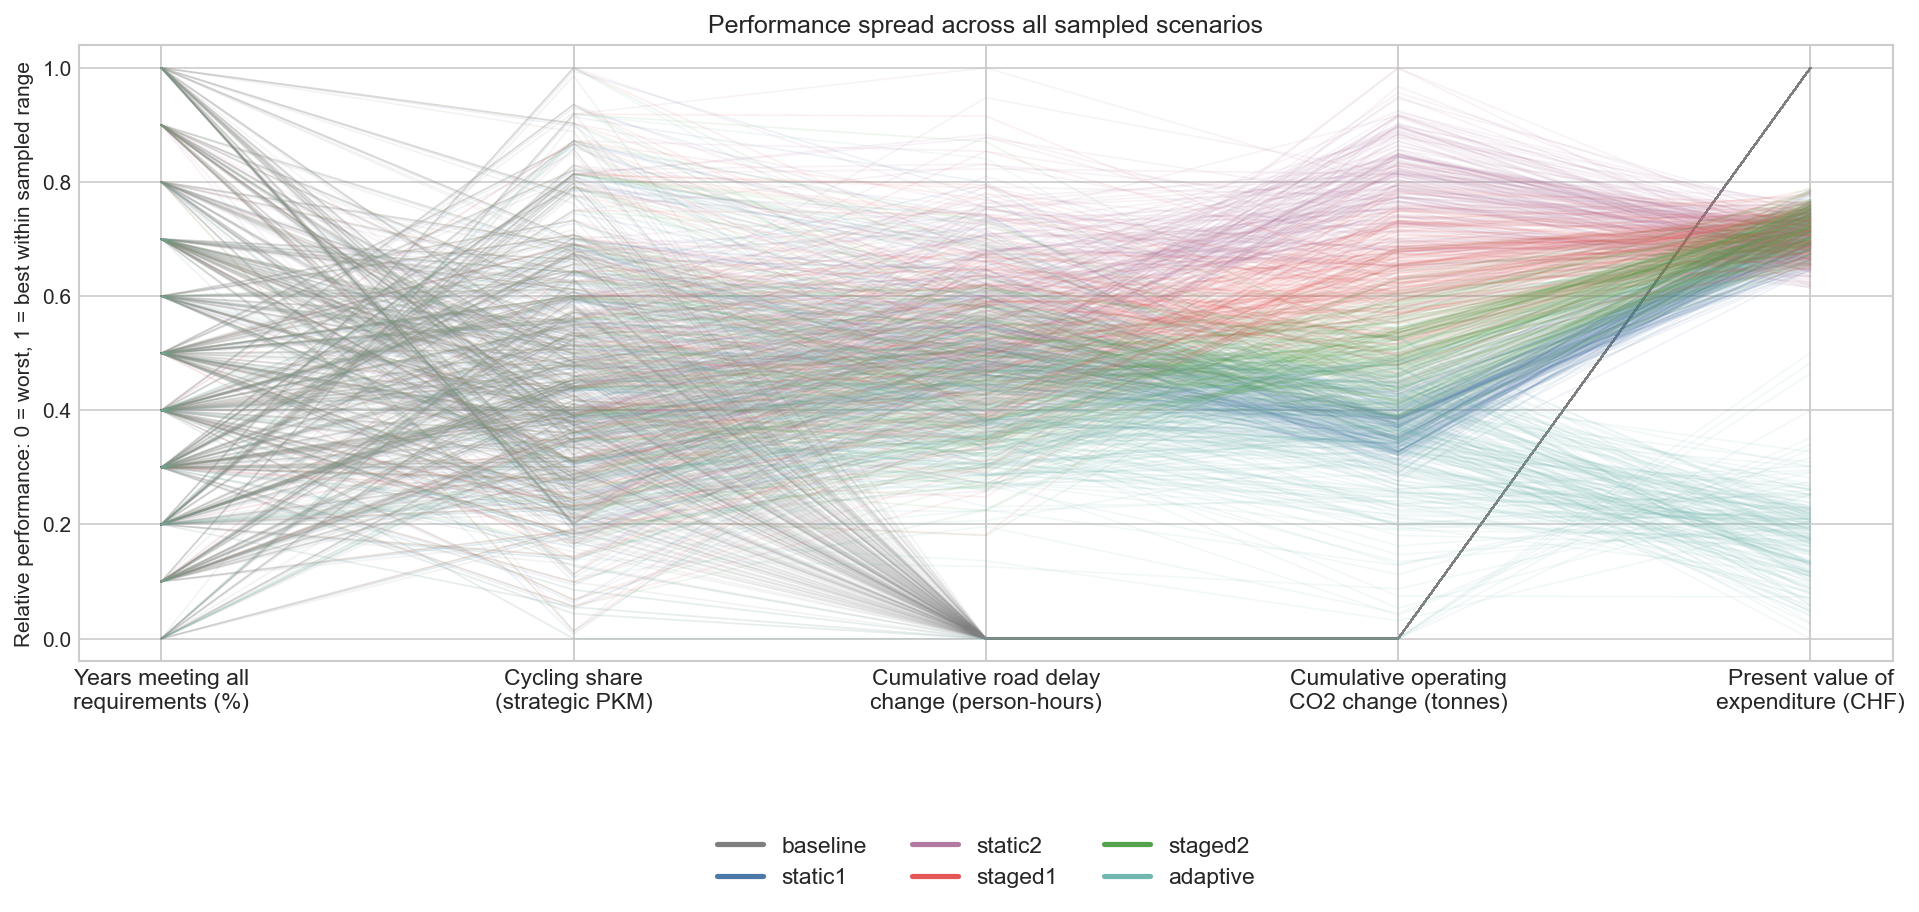 Performance spread across all sampled scenarios
Relative performance: 0 = worst, 1 = best within sampled range
1.0
0.8
0.6
0.4
0.2
0.0
Years meeting all
requirements (%)
Cycling share
(strategic PKM)
Cumulative road delay
change (person-hours)
Cumulative operating
CO2 change (tonnes)
Present value of
expenditure (CHF)
baseline
static1
static2
staged1
staged2
adaptive